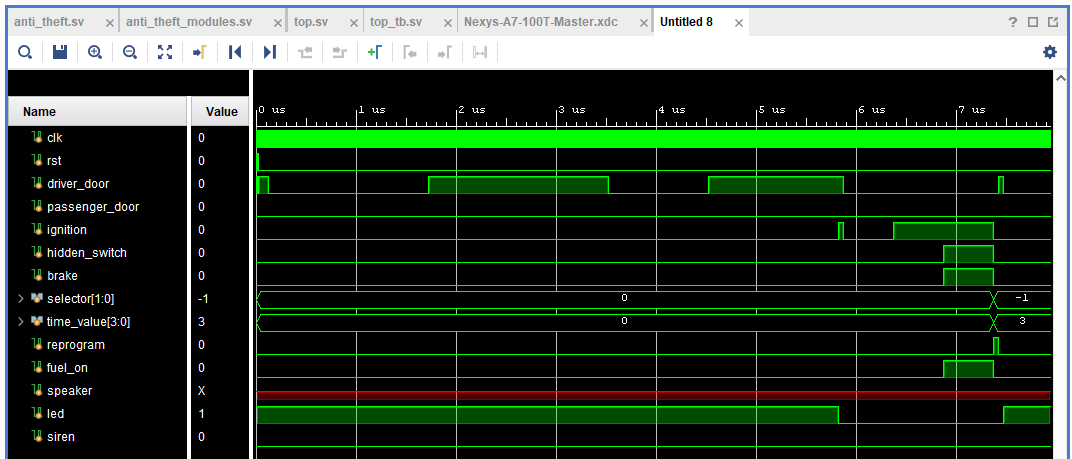 anti_theft.sv anti_theft_modules.sv top.sv top_tb.sv Nexys-A7-100T-Master.xdc Untitled 8
Name Value 0 us 1 us 2 us 3 us 4 us 5 us 6 us 7 us
clk 0
rst 0
driver_door 0
passenger_door 0
ignition 0
hidden_switch 0
brake 0
selector[1:0] -1 0 -1
time_value[3:0] 3 0 3
reprogram 0
fuel_on 0
speaker X
led 1
siren 0